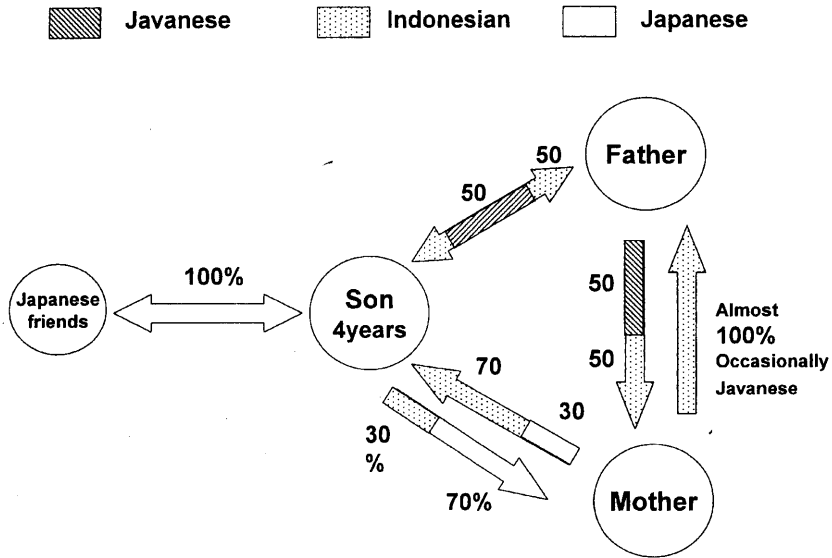 Javanese Indonesian Japanese
Father
50
50
100%
Japanese
friends
Son
4years
50
50
Almost
100%
Occasionally
Javanese
70
30
30
%
70%
Mother